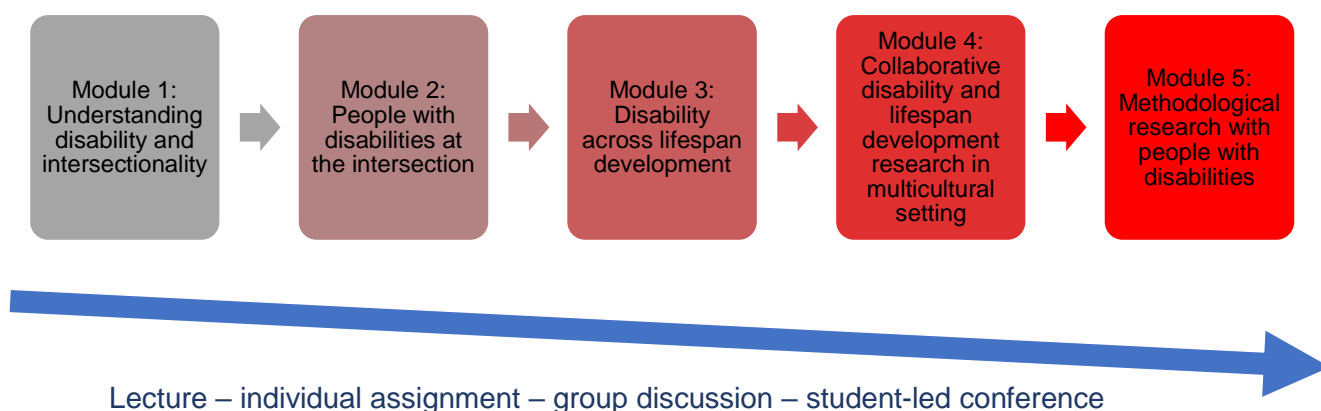 Module 1:
Understanding
disability and
intersectionality
Module 2:
People with
disabilities at
the intersection
Module 3:
Disability
across lifespan
development
Module 4:
Collaborative
disability and
lifespan
development
research in
multicultural
setting
Module 5:
Methodological
research with
people with
disabilities
Lecture – individual assignment – group discussion – student-led conference